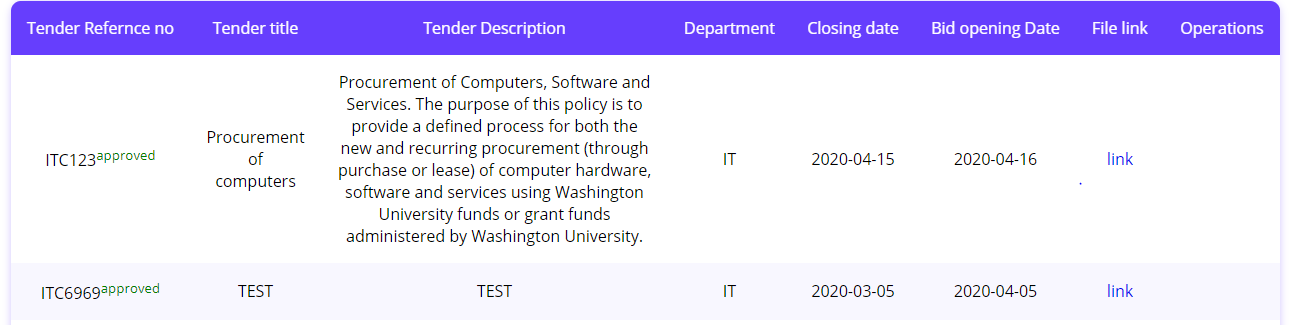 Tender Refernce no Tender title Tender Description Department Closing date Bid opening Date File link Operations
Procurement of Computers, Software and
Services. The purpose of this policy is to
provide a defined process for both the
new and recurring procurement (through
purchase or lease) of computer hardware,
software and services using Washington
University funds or grant funds
administered by Washington University.
ITC123approved
Procurement
of
computers
IT 2020-04-15 2020-04-16 link
ITC6969approved TEST TEST IT 2020-03-05 2020-04-05 link